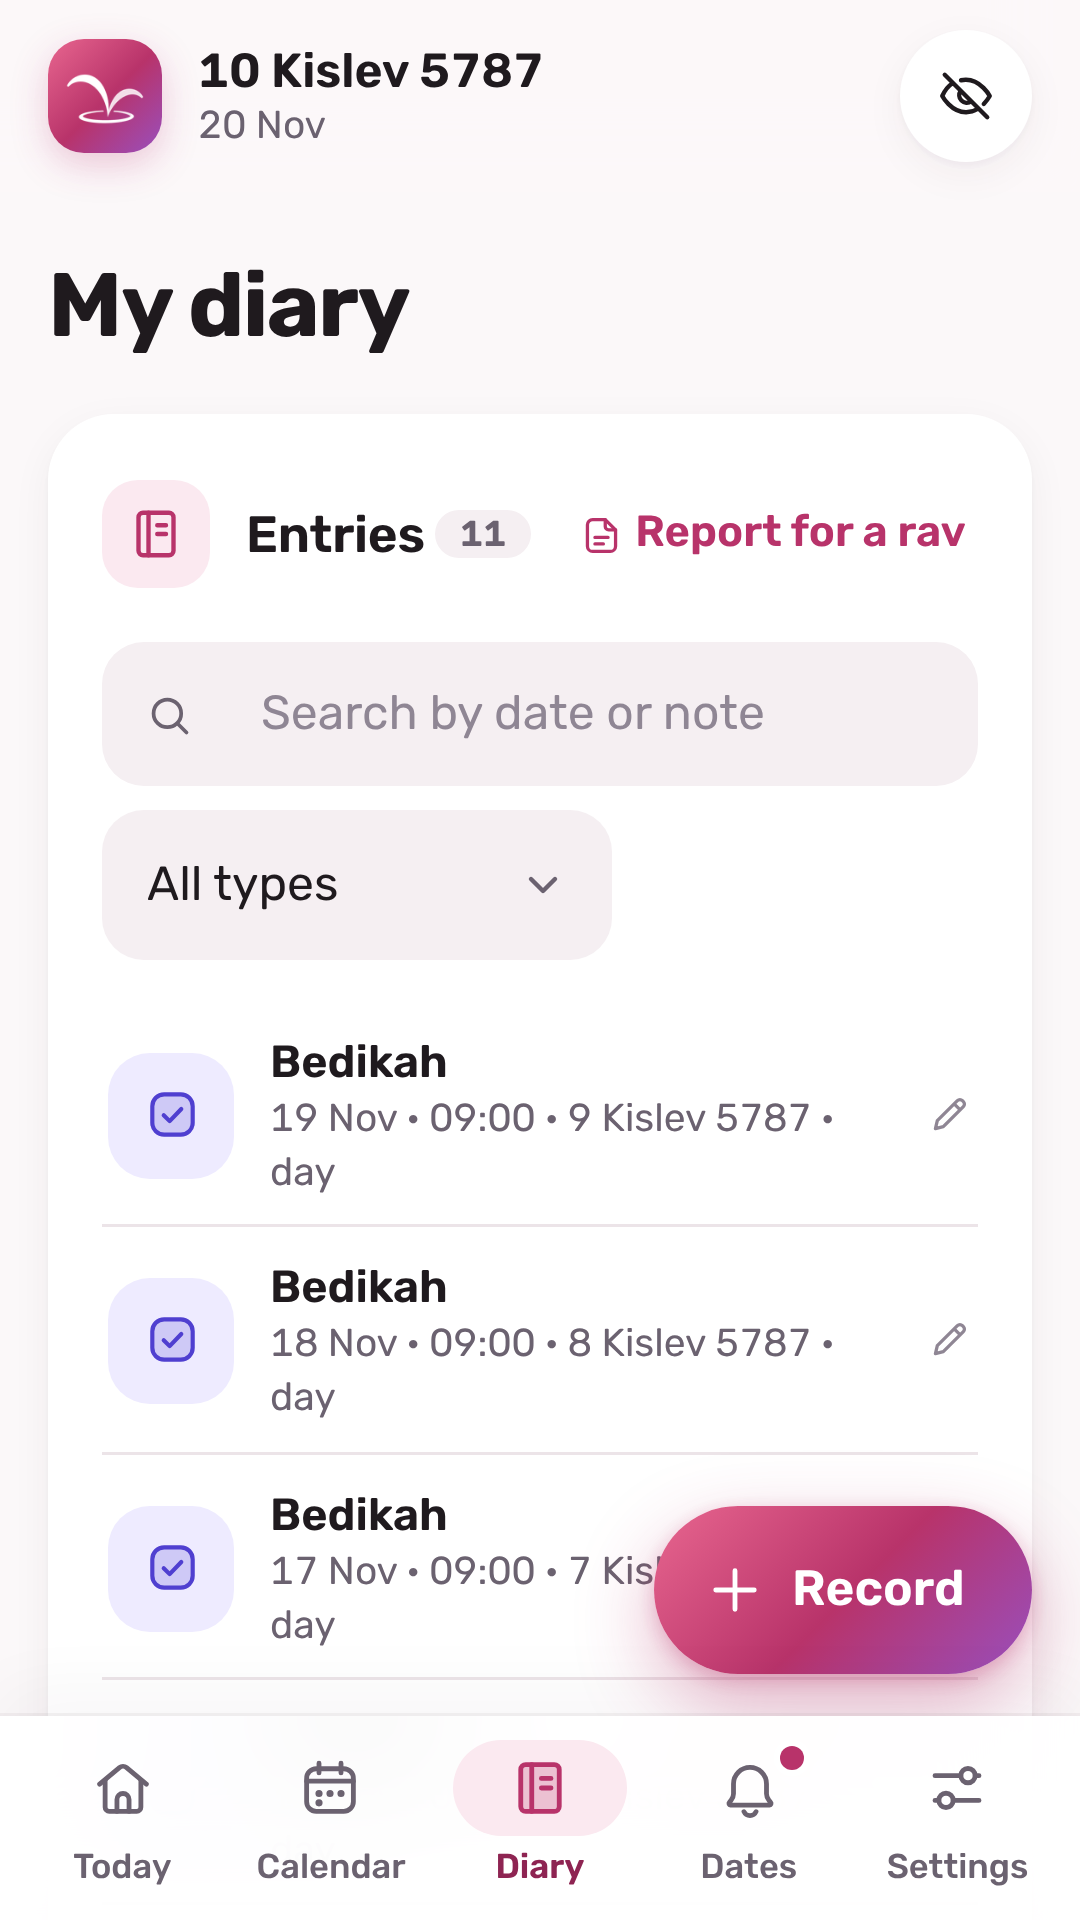 10 Kislev 5787
20 Nov
My diary
Entries 11 Report for a rav
Search by date or note
All types
Bedikah
19 Nov • 09:00 • 9 Kislev 5787 •
day
Bedikah
18 Nov • 09:00 • 8 Kislev 5787 •
day
Bedikah
17 Nov • 09:00 • 7
day
Record
Today Calendar Diary Dates Settings